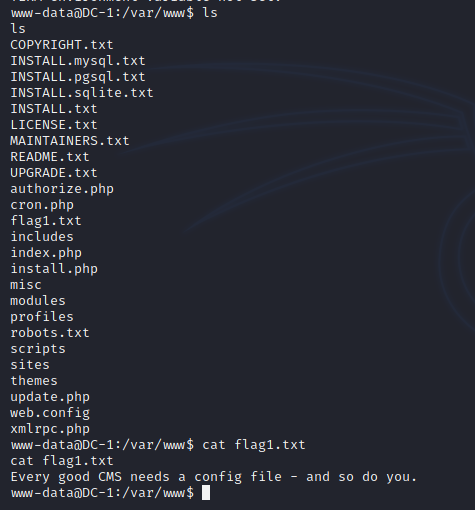 www-data@DC-1:/var/www$ ls
ls
COPYRIGHT.txt
INSTALL.mysql.txt
INSTALL.pgsql.txt
INSTALL.sqlite.txt
INSTALL.txt
LICENSE.txt
MAINTAINERS.txt
README.txt
UPGRADE.txt
authorize.php
cron.php
flag1.txt
includes
index.php
install.php
misc
modules
profiles
robots.txt
scripts
sites
themes
update.php
web.config
xmlrpc.php
www-data@DC-1:/var/www$ cat flag1.txt
cat flag1.txt
Every good CMS needs a config file - and so do you.
www-data@DC-1:/var/www$